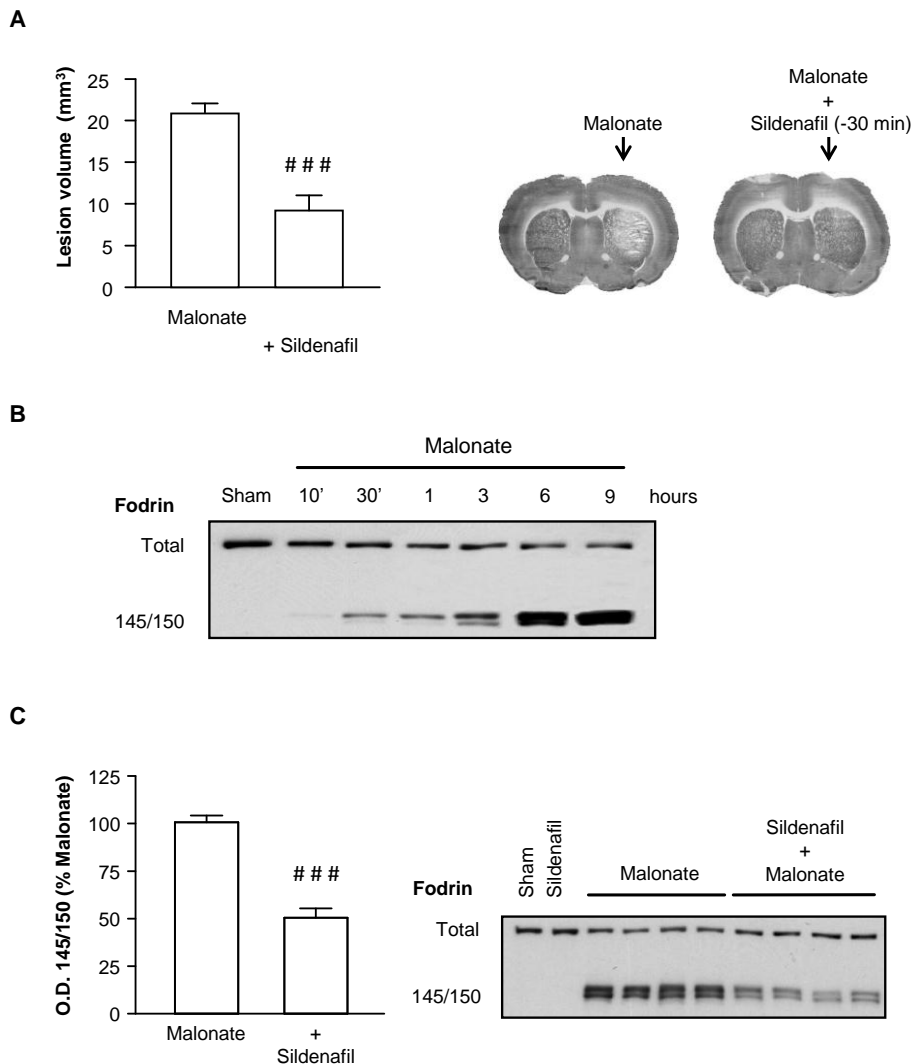 A
Lesion volume (mm³)
25
20
15
10
5
0
# # #
Malonate
+ Sildenafil
Malonate
Malonate
+
Sildenafil (-30 min)
B
Malonate
Fodrin
Sham 10’ 30’ 1 3 6 9 hours
Total
145/150
C
O.D. 145/150 (% Malonate)
125
100
75
50
25
0
# # #
Malonate
+
Sildenafil
Fodrin
Sham
Sildenafil
Malonate
Sildenafil
+
Malonate
Total
145/150